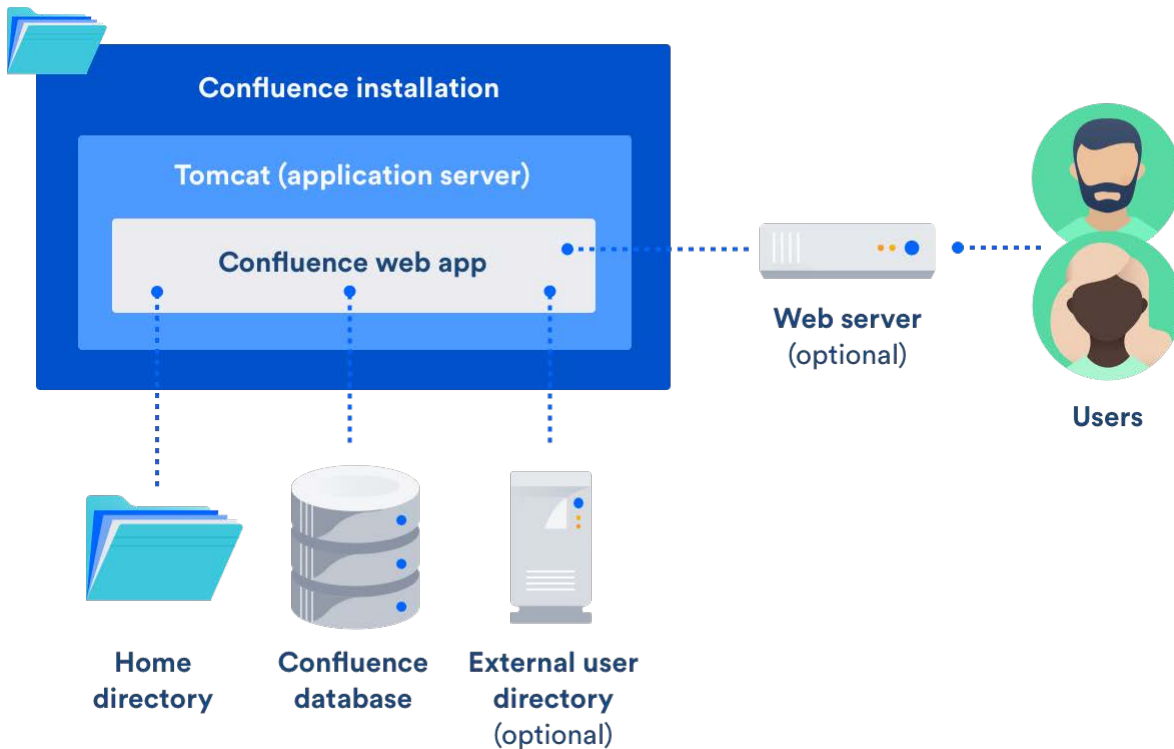 Confluence installation
Tomcat (application server)
Confluence web app
Web server
(optional)
Users
Home
directory
Confluence
database
External user
directory
(optional)